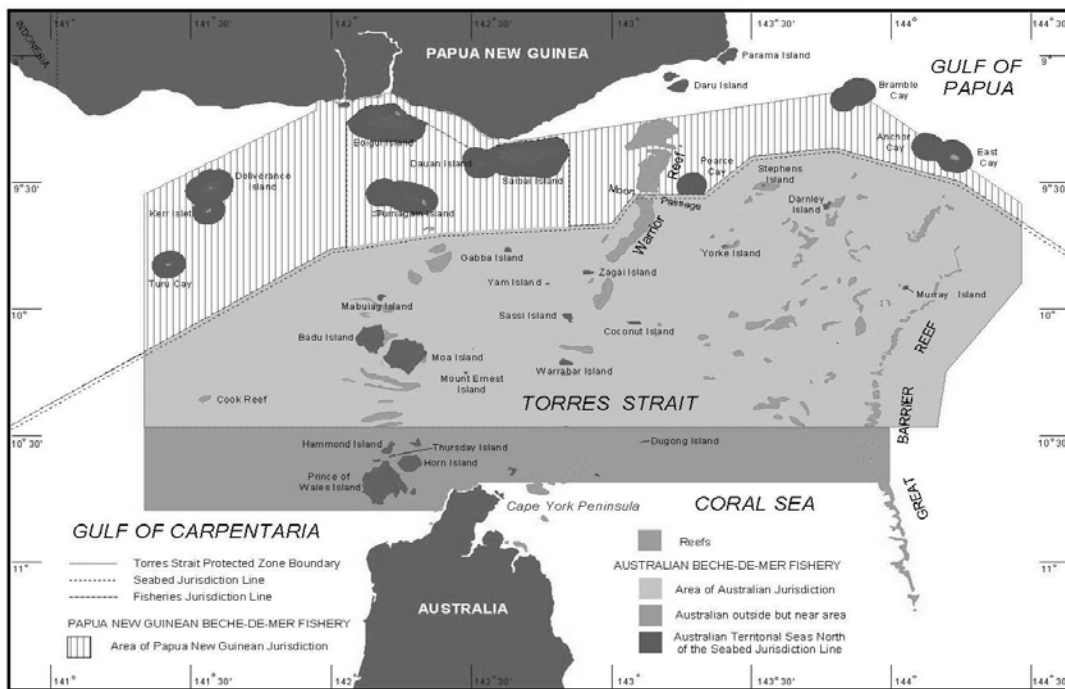 141° 141° 30' 142° 142° 30' 143° 143° 30' 144° 144° 30'
INDONESIA
PAPUA NEW GUINEA
Parama Island
Daru Island
GULF OF
PAPUA
9°
9°
Bramble
Cay
Anchor
Cay
East
Cay
Boigu Island
Dauan Island
Saibai Island
Reef
Pearce
Cay
Deliverance
Island
Stephens
Island
9° 30'
9° 30'
Kerr Islet
Turnagain Island
Moon
Passage
Darnley
Island
Warrior
Turu Cay
Gabba Island
Yorke Island
Zagai Island
Yam Island
Mabuiag Island
Murray Island
10°
10°
Sassi Island
Coconut Island
Badu Island
Moa Island
REEF
Warrabar Island
Mount Ernest
Island
Cook Reef
TORRES STRAIT
BARRIER
10° 30'
10° 30'
Hammond Island
Thursday Island
Dugong Island
Horn Island
Prince of
Wales Island
GREAT
Cape York Peninsula
CORAL SEA
GULF OF CARPENTARIA
Reefs
Torres Strait Protected Zone Boundary
AUSTRALIAN BECHE-DE-MER FISHERY
11°
11°
Seabed Jurisdiction Line
Area of Australian Jurisdiction
Fisheries Jurisdiction Line
AUSTRALIA
Australian outside but near area
PAPUA NEW GUINEAN BECHE-DE-MER FISHERY
Australian Territorial Seas North
of the Seabed Jurisdiction Line
Area of Papua New Guinean Jurisdiction
141° 141° 30' 142° 142° 30' 143° 143° 30' 144° 144° 30'